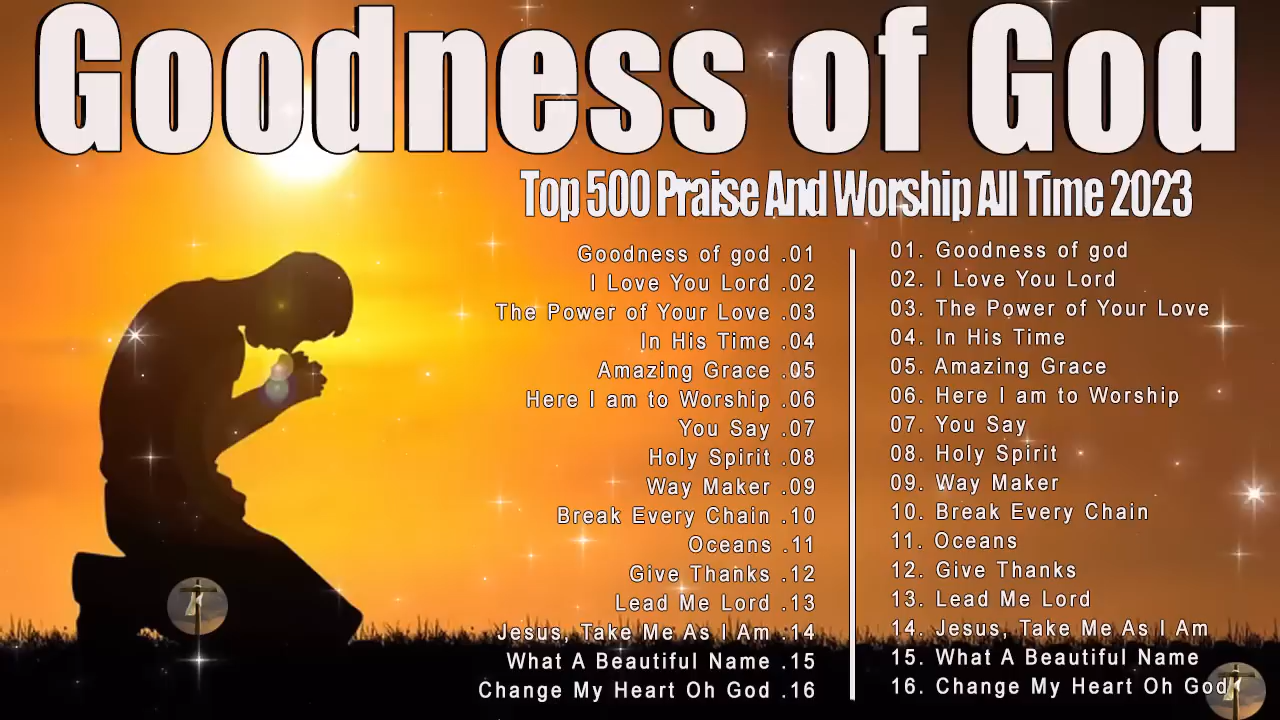 Goodness of God
Top 500 Praise And Worship All Time 2023
Goodness of god .01
I Love You Lord .02
The Power of Your Love .03
In His Time .04
Amazing Grace .05
Here I am to Worship .06
You Say .07
Holy Spirit .08
Way Maker .09
Break Every Chain .10
Oceans .11
Give Thanks .12
Lead Me Lord .13
Jesus, Take Me As I Am .14
What A Beautiful Name .15
Change My Heart Oh God .16
01. Goodness of god
02. I Love You Lord
03. The Power of Your Love
04. In His Time
05. Amazing Grace
06. Here I am to Worship
07. You Say
08. Holy Spirit
09. Way Maker
10. Break Every Chain
11. Oceans
12. Give Thanks
13. Lead Me Lord
14. Jesus, Take Me As I Am
15. What A Beautiful Name
16. Change My Heart Oh God